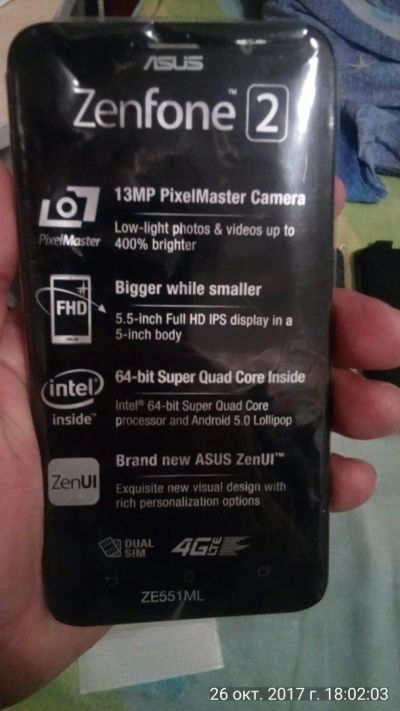 ASUS
Zenfone™ 2
13MP PixelMaster Camera
PixelMaster
Low-light photos & videos up to
400% brighter
Bigger while smaller
FHD
5.5-inch Full HD IPS display in a
5-inch body
64-bit Super Quad Core Inside
intel®
inside™
Intel® 64-bit Super Quad Core
processor and Android 5.0 Lollipop
Brand new ASUS ZenUI™
ZenUI
Exquisite new visual design with
rich personalization options
DUAL
SIM
4G LTE
ZE551ML
26 окт. 2017 г. 18:02:03